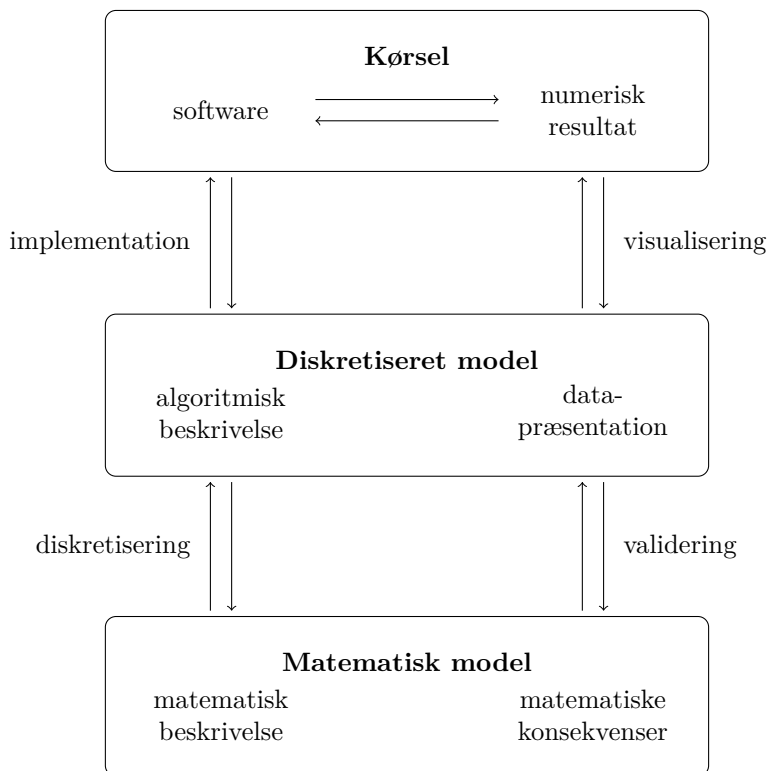 Kørsel
software
numerisk
resultat
implementation
visualisering
Diskretiseret model
algoritmisk
beskrivelse
data-
præsentation
diskretisering
validering
Matematisk model
matematisk
beskrivelse
matematiske
konsekvenser